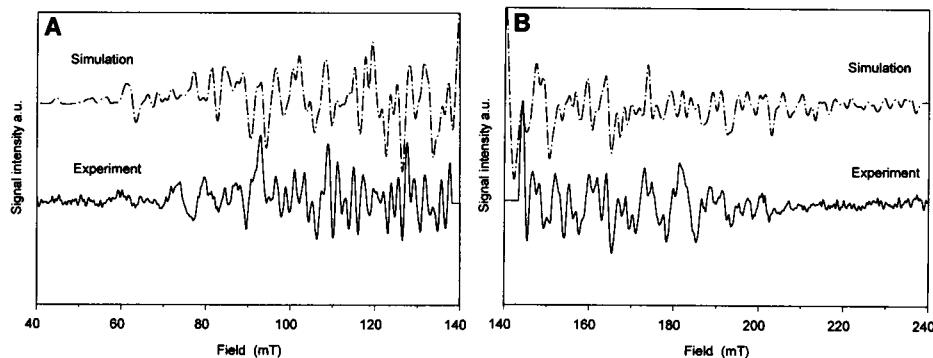 A
Simulation
Experiment
Signal intensity a.u.
40 60 80 100 120 140
Field (mT)
B
Simulation
Experiment
Signal intensity a.u.
140 160 180 200 220 240
Field (mT)